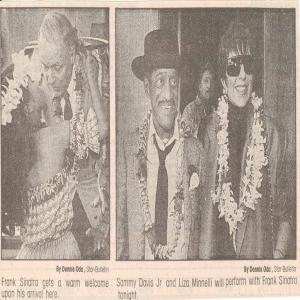 By Dennis Oda, Star-Bulletin
Frank Sinatra gets a warm welcome
upon his arrival here.
By Dennis Oda, Star-Bulletin
Sammy Davis Jr. and Liza Minnelli will perform with Frank Sinatra
tonight.